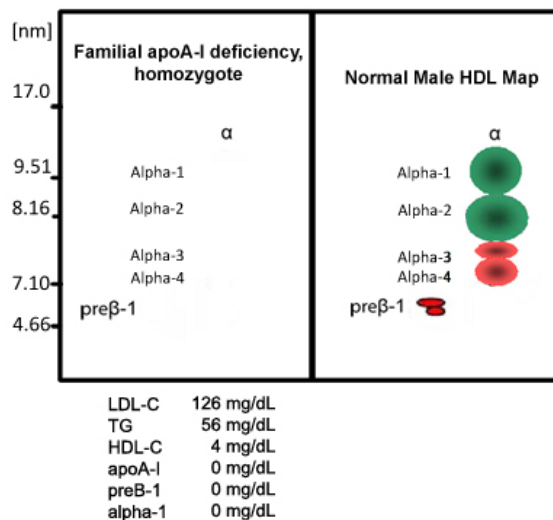 [nm]
17.0
9.51
8.16
7.10
4.66
Familial apoA-I deficiency,
homozygote
α
Alpha-1
Alpha-2
Alpha-3
Alpha-4
preβ-1
Normal Male HDL Map
α
Alpha-1
Alpha-2
Alpha-3
Alpha-4
preβ-1
LDL-C 126 mg/dL
TG 56 mg/dL
HDL-C 4 mg/dL
apoA-I 0 mg/dL
preB-1 0 mg/dL
alpha-1 0 mg/dL